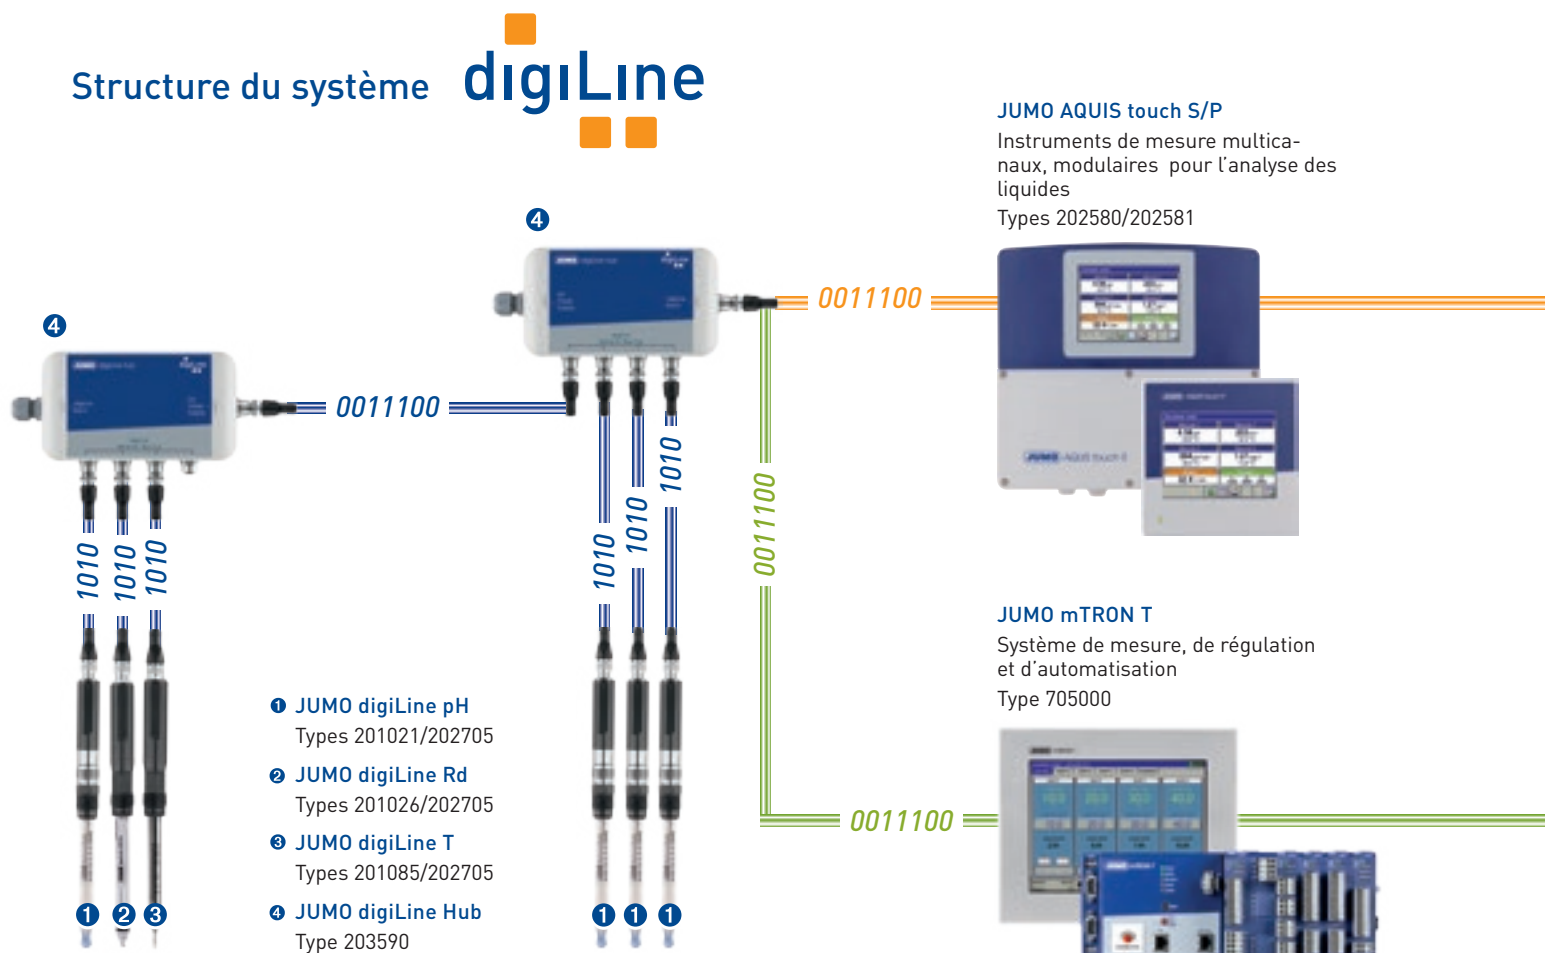 Structure du système
digiLine
JUMO AQUIS touch S/P
Instruments de mesure multica-
naux, modulaires pour l'analyse des
liquides
Types 202580/202581
4
4
0011100
0011100
0011100
1010
1010
1010
1010
1010
1010
JUMO AQUIS touch S
JUMO mTRON T
Système de mesure, de régulation
et d'automatisation
Type 705000
0011100
1 JUMO digiLine pH
Types 201021/202705
2 JUMO digiLine Rd
Types 201026/202705
3 JUMO digiLine T
Types 201085/202705
4 JUMO digiLine Hub
Type 203590
1
2
3
1
1
1